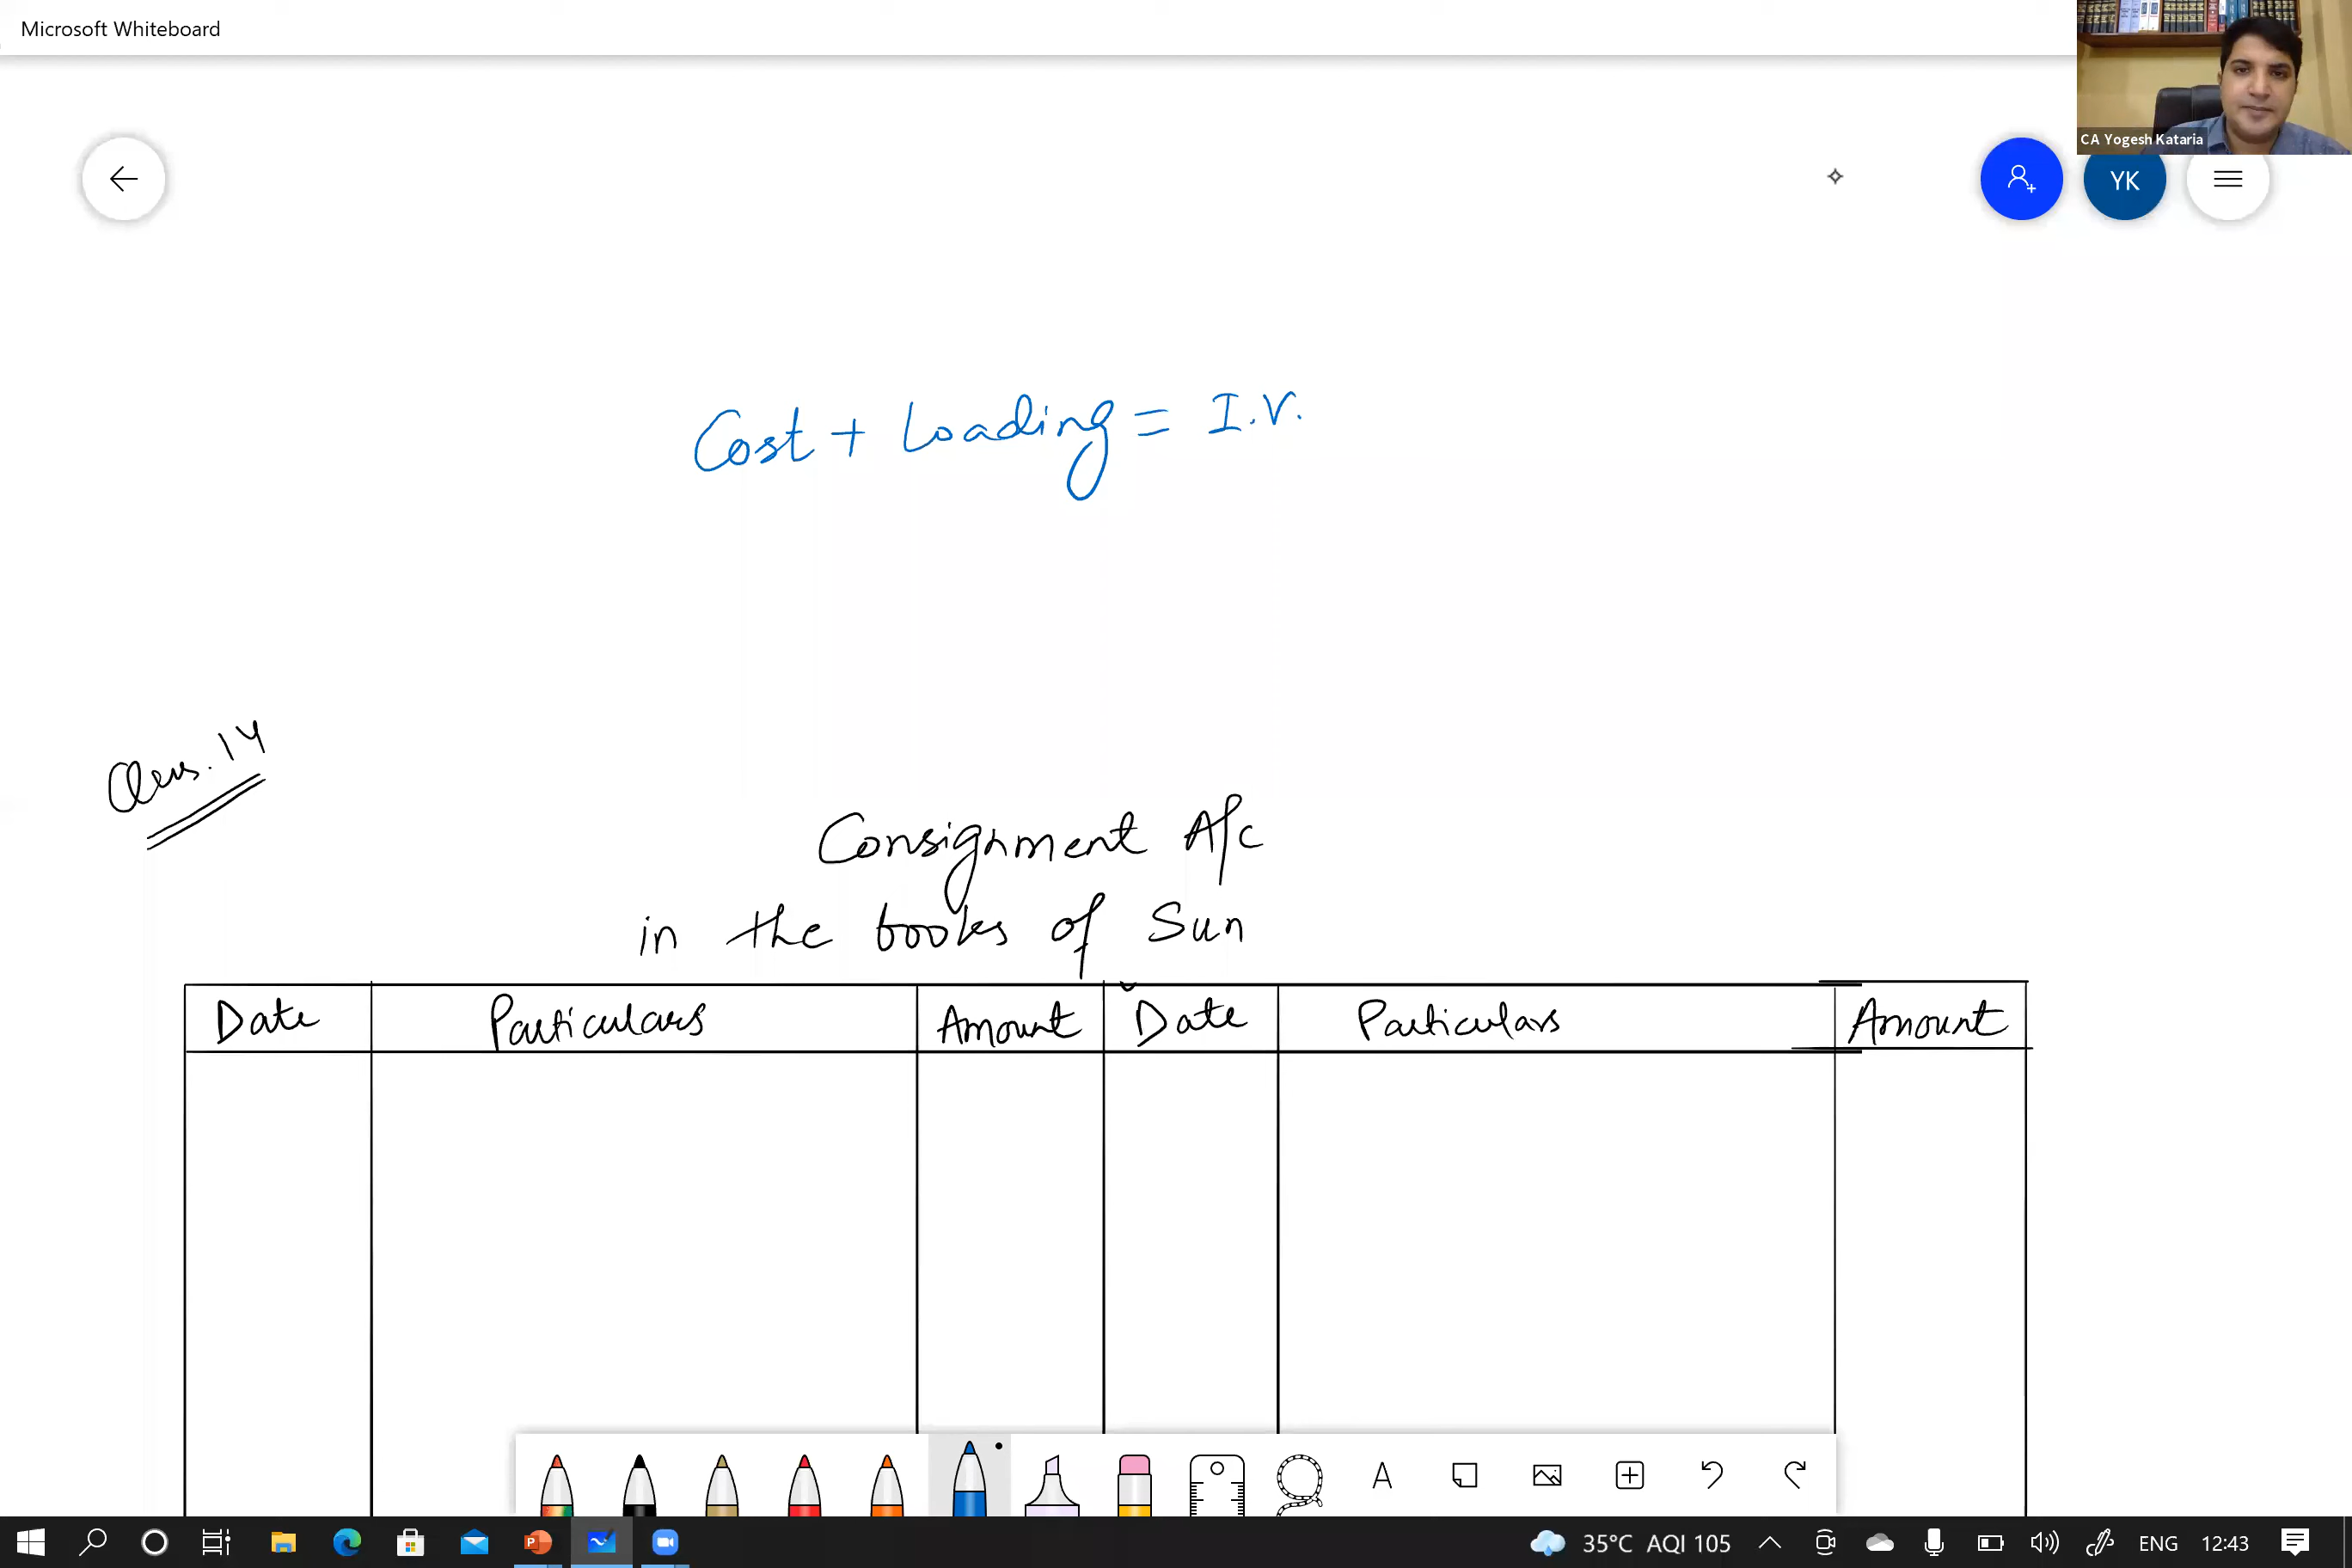 Microsoft Whiteboard
CA Yogesh Kataria
YK
Cost + Loading = I.V.
Ques. 14
Consignment A/c
in the books of Sun
Date Particulars Amount Date Particulars Amount
A
35°C AQI 105 ENG 12:43